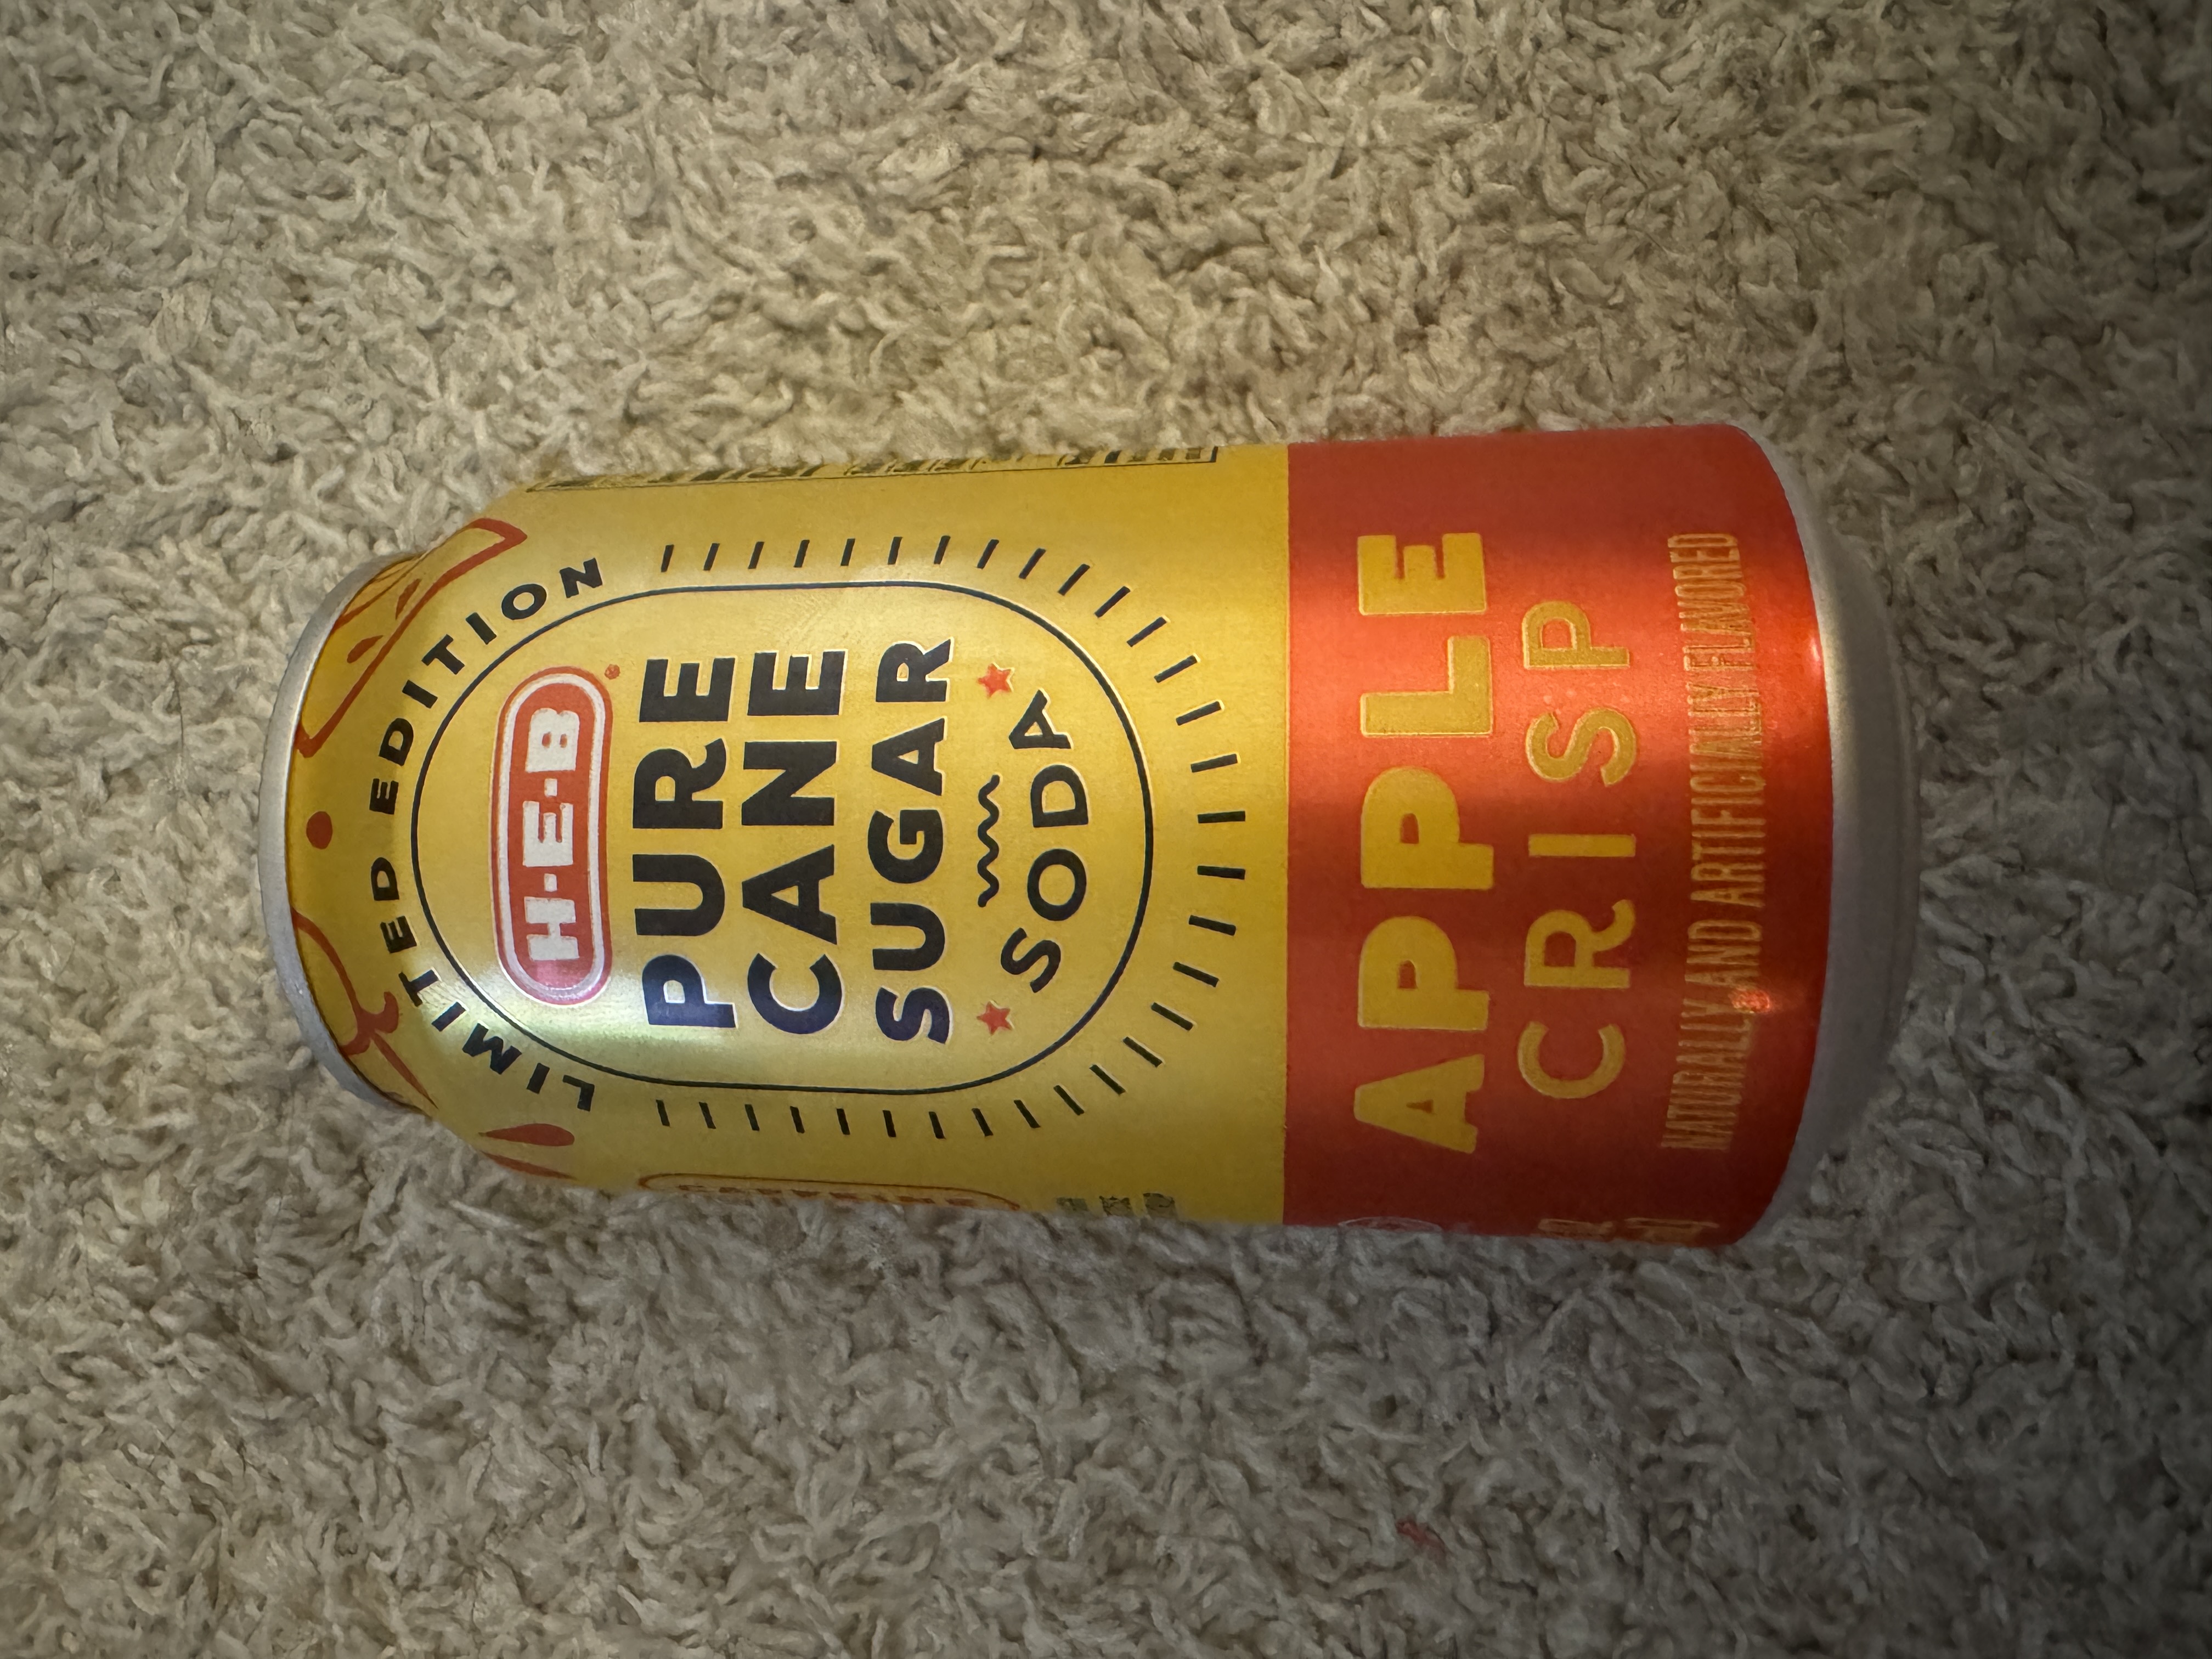 LIMITED EDITION
H-E-B
PURE
CANE
SUGAR
SODA
APPLE
CRISP
NATURALLY AND ARTIFICIALLY FLAVORED